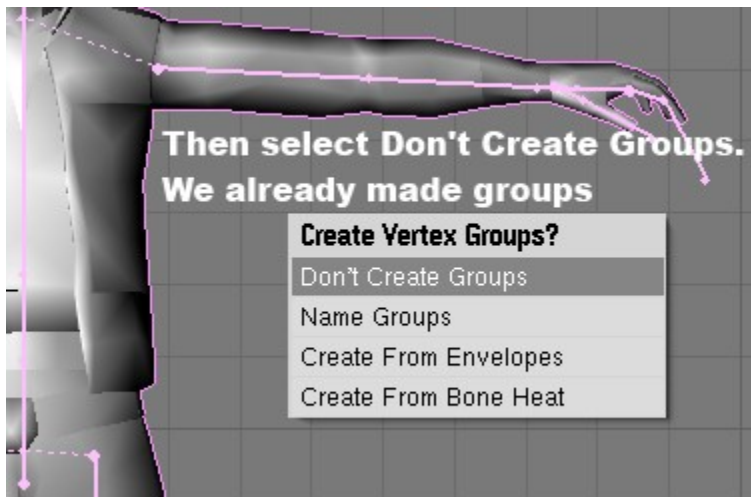 Then select Don't Create Groups.
We already made groups
Create Vertex Groups?
Don't Create Groups
Name Groups
Create From Envelopes
Create From Bone Heat